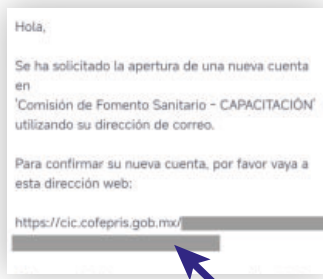 Hola,
Se ha solicitado la apertura de una nueva cuenta
en
'Comisión de Fomento Sanitario - CAPACITACIÓN'
utilizando su dirección de correo.
Para confirmar su nueva cuenta, por favor vaya a
esta dirección web:
https://cic.cofepris.gob.mx/